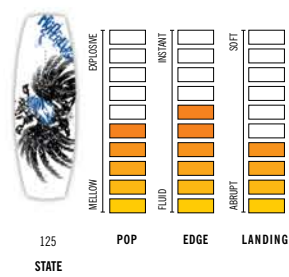 EXPLOSIVE
MELLOW
INSTANT
FLUID
SOFT
ABRUPT
125
STATE
POP
EDGE
LANDING